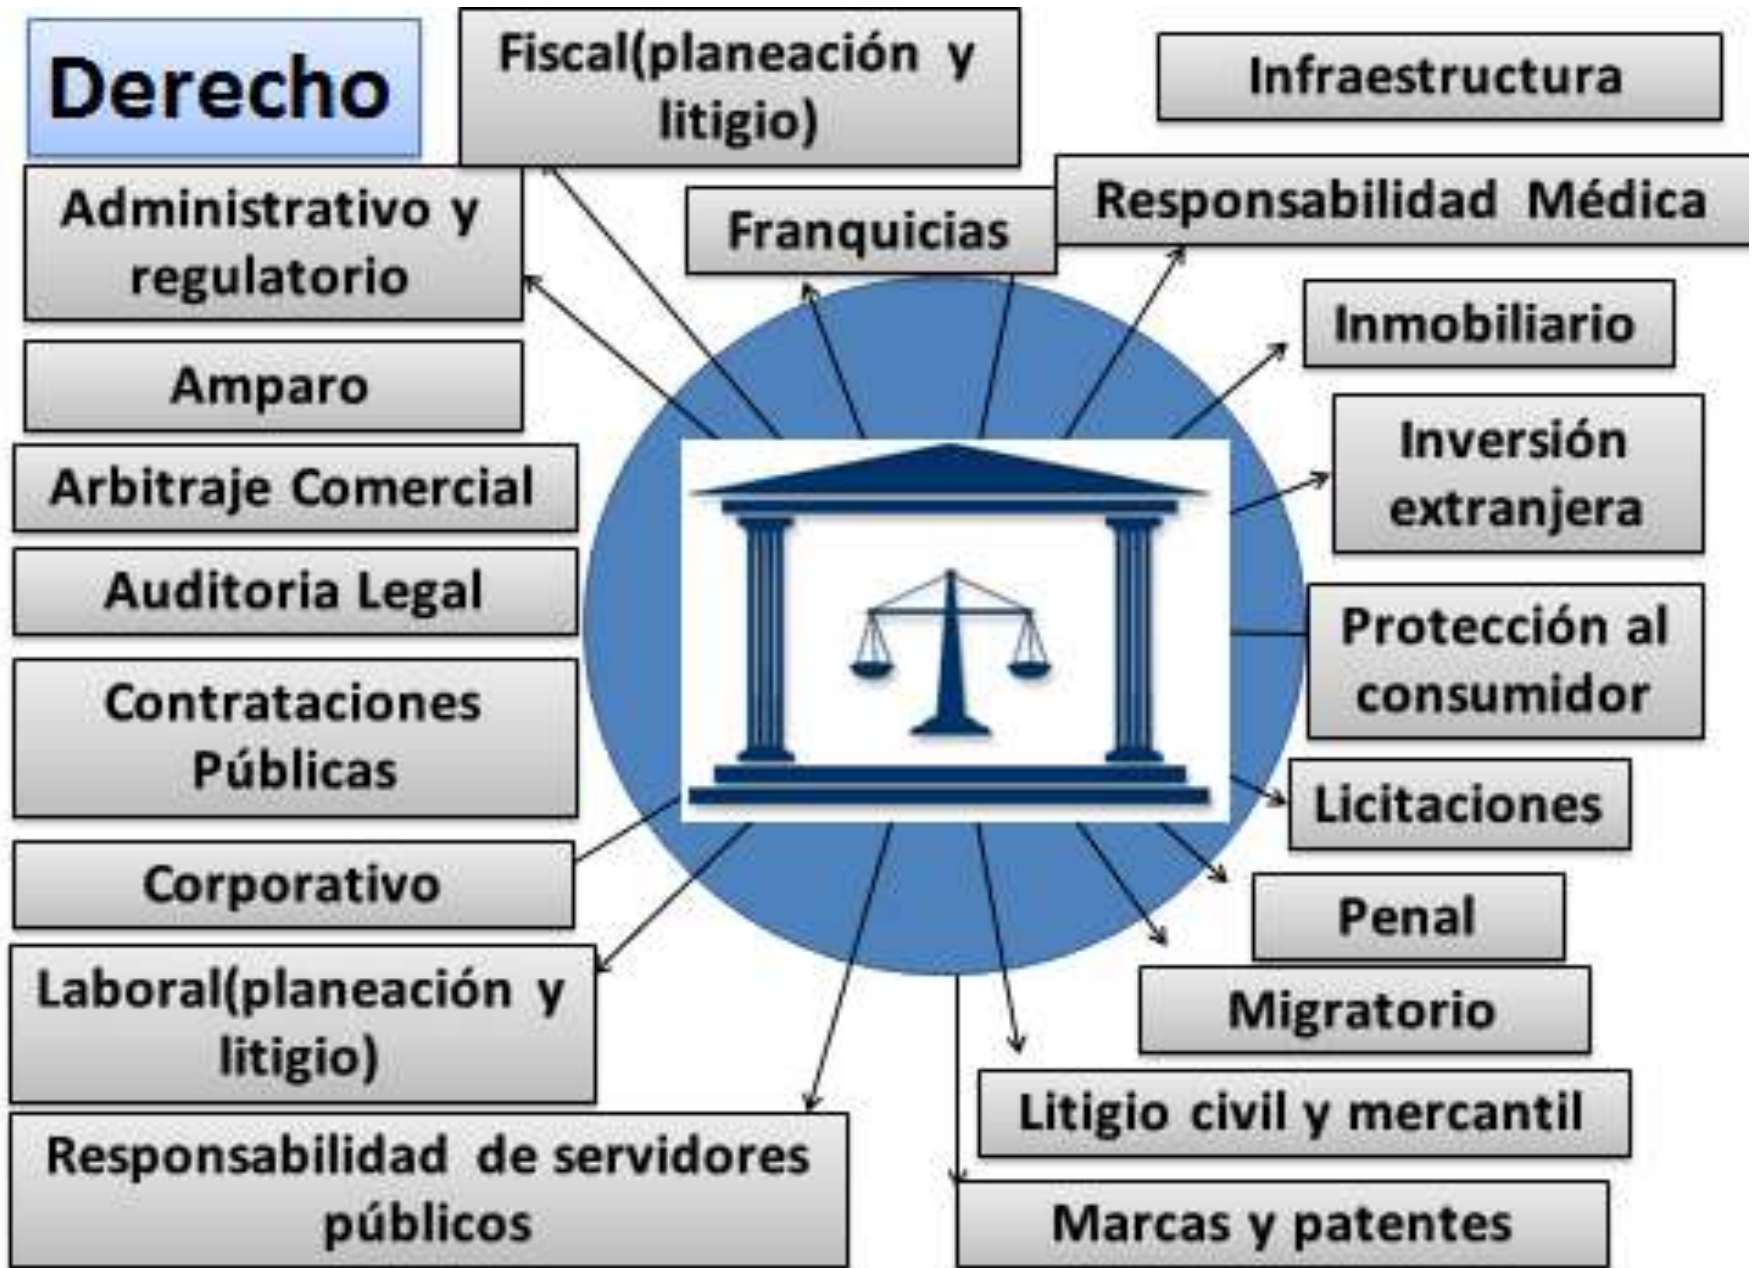 Derecho
Fiscal(planeación y
litigio)
Infraestructura
Administrativo y
regulatorio
Franquicias
Responsabilidad Médica
Amparo
Inmobiliario
Arbitraje Comercial
Inversión
extranjera
Auditoria Legal
Protección al
consumidor
Contrataciones
Públicas
Licitaciones
Corporativo
Penal
Laboral(planeación y
litigio)
Migratorio
Litigio civil y mercantil
Responsabilidad de servidores
públicos
Marcas y patentes